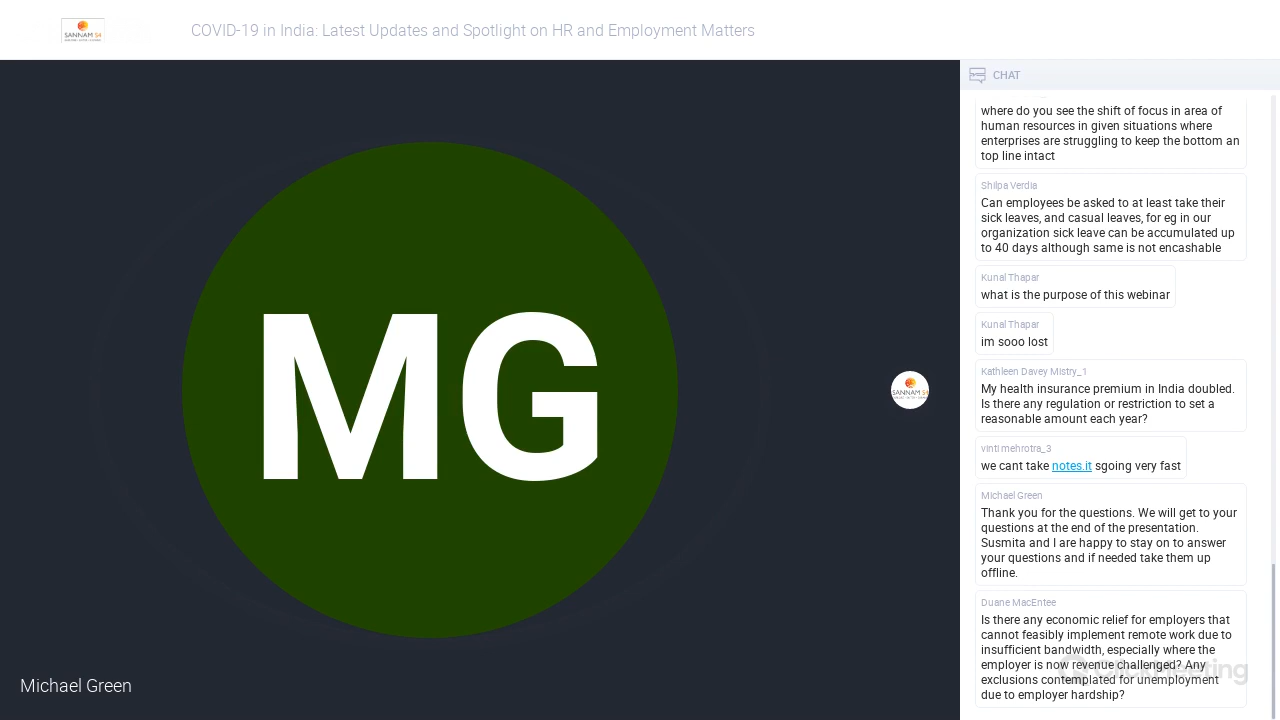 SANNAM S4
COVID-19 in India: Latest Updates and Spotlight on HR and Employment Matters
CHAT
where do you see the shift of focus in area of
human resources in given situations where
enterprises are struggling to keep the bottom an
top line intact
Shilpa Verdia
Can employees be asked to at least take their
sick leaves, and casual leaves, for eg in our
organization sick leave can be accumulated up
to 40 days although same is not encashable
Kunal Thapar
what is the purpose of this webinar
Kunal Thapar
im sooo lost
Kathleen Davey Mistry_1
My health insurance premium in India doubled.
Is there any regulation or restriction to set a
reasonable amount each year?
vinti mehrotra_3
we cant take notes.it sgoing very fast
Michael Green
Thank you for the questions. We will get to your
questions at the end of the presentation.
Susmita and I are happy to stay on to answer
your questions and if needed take them up
offline.
Duane MacEntee
Is there any economic relief for employers that
cannot feasibly implement remote work due to
insufficient bandwidth, especially where the
employer is now revenue challenged? Any
exclusions contemplated for unemployment
due to employer hardship?
ClickMeeting
MG
SANNAM S4
Michael Green